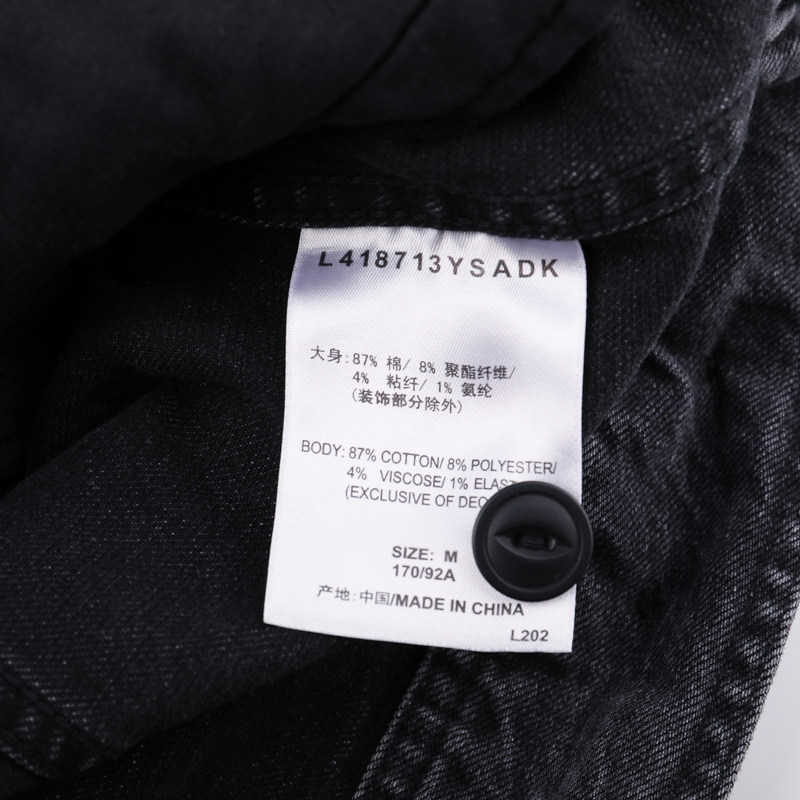 L418713YSADK
大身: 87% 棉/ 8% 聚酯纤维/
4% 粘纤/ 1% 氨纶
(装饰部分除外)
BODY: 87% COTTON/ 8% POLYESTER/
4% VISCOSE/ 1%
(EXCLUSIVE OF
SIZE: M
170/92A
产地: 中国/MADE IN CHINA
L202